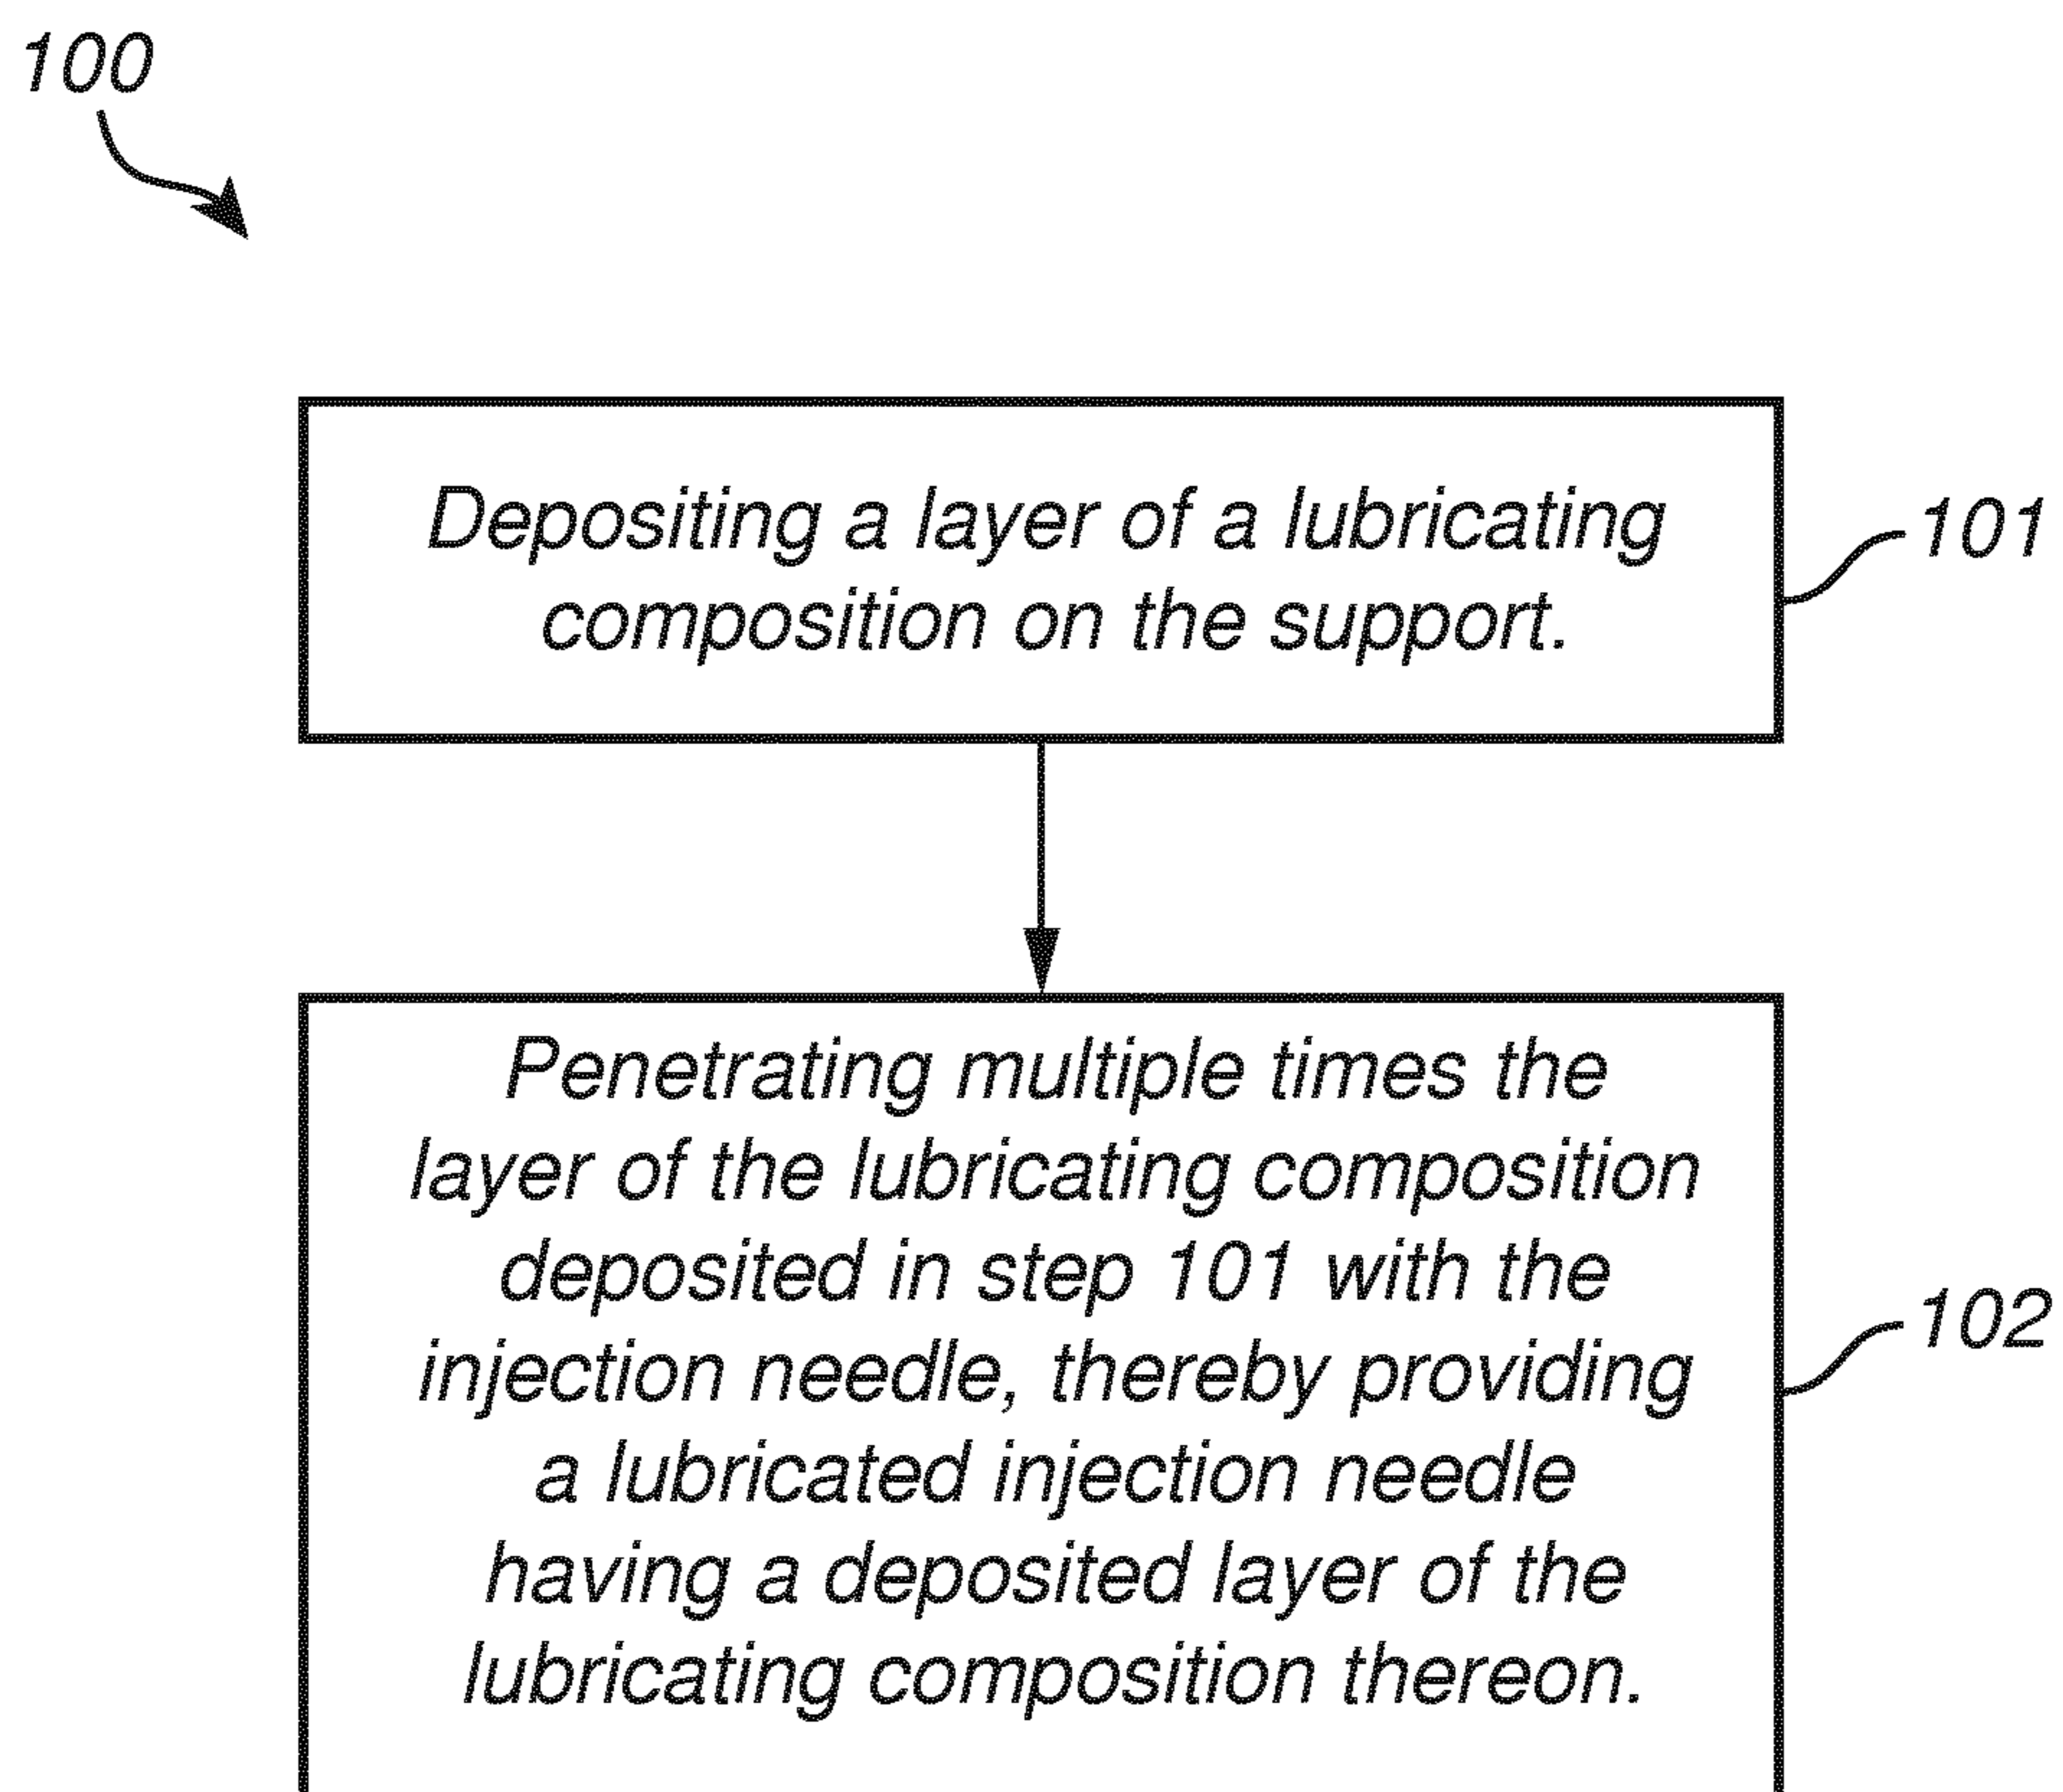 100
Depositing a layer of a lubricating
composition on the support.
101
Penetrating multiple times the
layer of the lubricating composition
deposited in step 101 with the
injection needle, thereby providing
a lubricated injection needle
having a deposited layer of the
lubricating composition thereon.
102